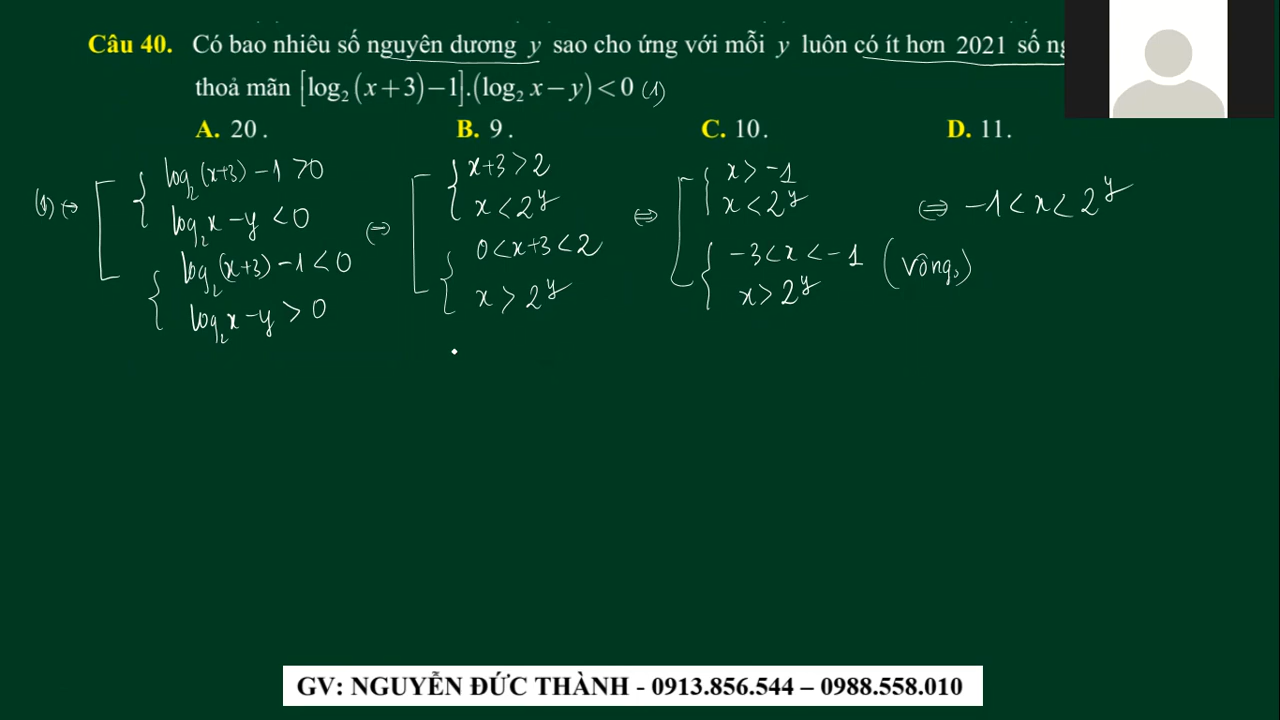 Câu 40. Có bao nhiêu số nguyên dương y sao cho ứng với mỗi y luôn có ít hơn 2021 số
thoả mãn [log₂(x+3)−1].(log₂x−y)<0 (1)
A. 20. B. 9. C. 10. D. 11.
(1) ⇔ [ { log₂(x+3) −1 >0
log₂x −y < 0
{ log₂(x+3) −1 < 0
log₂x −y > 0
⇔ [ { x+3 > 2
x < 2^y
{ 0 < x+3 < 2
x > 2^y
⇔ [ { x > −1
x < 2^y
{ −3 < x < −1
x > 2^y
⇔ −1 < x < 2^y
GV: NGUYỄN ĐỨC THÀNH - 0913.856.544 – 0988.558.010